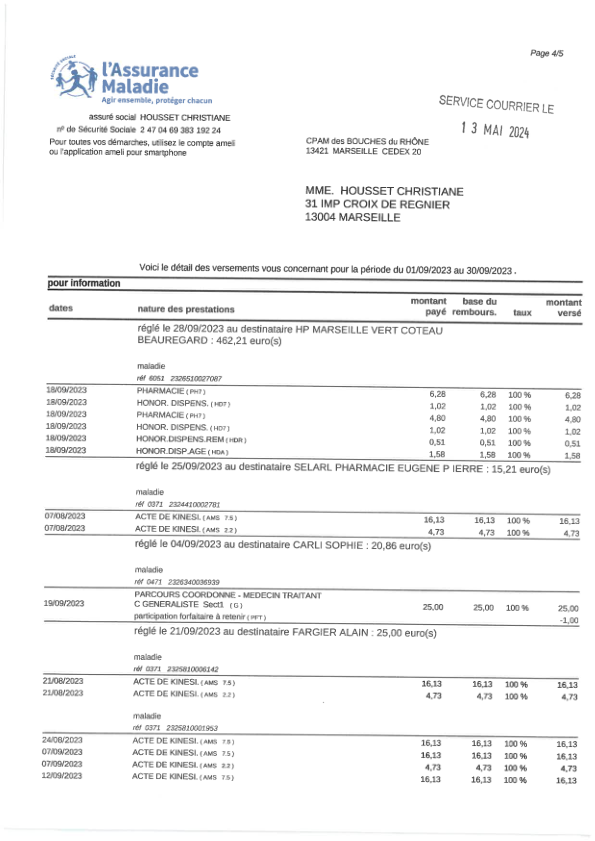 Page 4/5
SÉCURITÉ SOCIALE
l'Assurance
Maladie
Agir ensemble, protéger chacun
SERVICE COURRIER LE
13 MAI 2024
assuré social HOUSSET CHRISTIANE
nº de Sécurité Sociale 2 47 04 69 383 192 24
Pour toutes vos démarches, utilisez le compte ameli
ou l'application ameli pour smartphone
CPAM des BOUCHES du RHÔNE
13421 MARSEILLE CEDEX 20
MME. HOUSSET CHRISTIANE
31 IMP CROIX DE REGNIER
13004 MARSEILLE
Voici le détail des versements vous concernant pour la période du 01/09/2023 au 30/09/2023 .
pour information
dates nature des prestations montant payé base du rembours. taux montant versé
réglé le 28/09/2023 au destinataire HP MARSEILLE VERT COTEAU
BEAUREGARD : 462,21 euro(s)
maladie
réf 6051 2326510027087
18/09/2023 PHARMACIE ( PH7 ) 6,28 6,28 100 % 6,28
18/09/2023 HONOR. DISPENS. ( HD7 ) 1,02 1,02 100 % 1,02
18/09/2023 PHARMACIE ( PH7 ) 4,80 4,80 100 % 4,80
18/09/2023 HONOR. DISPENS. ( HD7 ) 1,02 1,02 100 % 1,02
18/09/2023 HONOR.DISPENS.REM ( HDR ) 0,51 0,51 100 % 0,51
18/09/2023 HONOR.DISP.AGE ( HDA ) 1,58 1,58 100 % 1,58
réglé le 25/09/2023 au destinataire SELARL PHARMACIE EUGENE P IERRE : 15,21 euro(s)
maladie
réf 0371 2324410002781
07/08/2023 ACTE DE KINESI. ( AMS 7.5 ) 16,13 16,13 100 % 16,13
07/08/2023 ACTE DE KINESI. ( AMS 2.2 ) 4,73 4,73 100 % 4,73
réglé le 04/09/2023 au destinataire CARLI SOPHIE : 20,86 euro(s)
maladie
réf 0471 2326340036939
PARCOURS COORDONNE - MEDECIN TRAITANT
19/09/2023 C GENERALISTE Sect1 ( G ) 25,00 25,00 100 % 25,00
participation forfaitaire à retenir ( PFT ) -1,00
réglé le 21/09/2023 au destinataire FARGIER ALAIN : 25,00 euro(s)
maladie
réf 0371 2325810006142
21/08/2023 ACTE DE KINESI. ( AMS 7.5 ) 16,13 16,13 100 % 16,13
21/08/2023 ACTE DE KINESI. ( AMS 2.2 ) 4,73 4,73 100 % 4,73
maladie
réf 0371 2325810001953
24/08/2023 ACTE DE KINESI. ( AMS 7.5 ) 16,13 16,13 100 % 16,13
07/09/2023 ACTE DE KINESI. ( AMS 7.5 ) 16,13 16,13 100 % 16,13
07/09/2023 ACTE DE KINESI. ( AMS 2.2 ) 4,73 4,73 100 % 4,73
12/09/2023 ACTE DE KINESI. ( AMS 7.5 ) 16,13 16,13 100 % 16,13